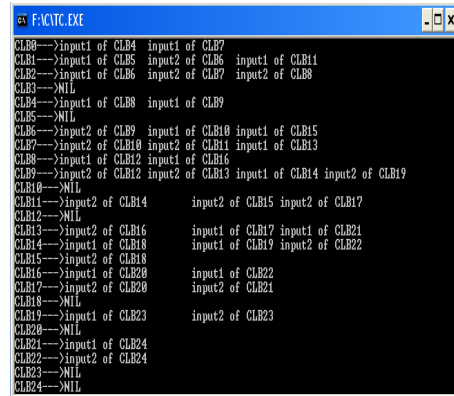 F:\C\TC.EXE
CLB0--->input1 of CLB4 input1 of CLB7
CLB1--->input1 of CLB5 input2 of CLB6 input1 of CLB11
CLB2--->input1 of CLB6 input2 of CLB7 input2 of CLB8
CLB3--->NIL
CLB4--->input1 of CLB8 input1 of CLB9
CLB5--->NIL
CLB6--->input2 of CLB9 input1 of CLB10 input1 of CLB15
CLB7--->input2 of CLB10 input2 of CLB11 input1 of CLB13
CLB8--->input1 of CLB12 input1 of CLB16
CLB9--->input2 of CLB12 input2 of CLB13 input1 of CLB14 input2 of CLB19
CLB10--->NIL
CLB11--->input2 of CLB14 input2 of CLB15 input2 of CLB17
CLB12--->NIL
CLB13--->input2 of CLB16 input1 of CLB17 input1 of CLB21
CLB14--->input1 of CLB18 input1 of CLB19 input2 of CLB22
CLB15--->input2 of CLB18
CLB16--->input1 of CLB20 input1 of CLB22
CLB17--->input2 of CLB20 input2 of CLB21
CLB18--->NIL
CLB19--->input1 of CLB23 input2 of CLB23
CLB20--->NIL
CLB21--->input1 of CLB24
CLB22--->input2 of CLB24
CLB23--->NIL
CLB24--->NIL